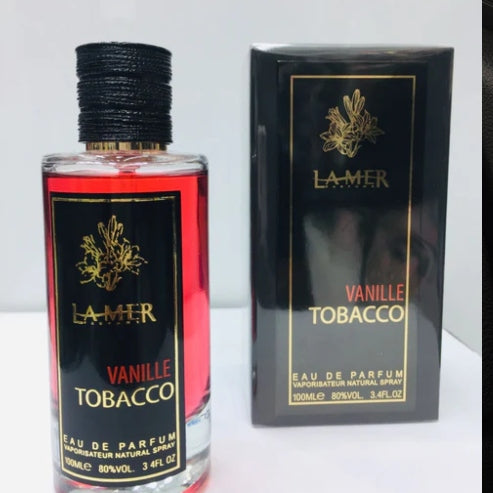 LA MER
VANILLE
TOBACCO
EAU DE PARFUM
VAPORISATEUR NATURAL SPRAY
100ML℮ 80%VOL. 3 4FL.OZ
LA MER
VANILLE
TOBACCO
EAU DE PARFUM
VAPORISATEUR NATURAL SPRAY
100ML℮ 80%VOL. 3.4FL.OZ